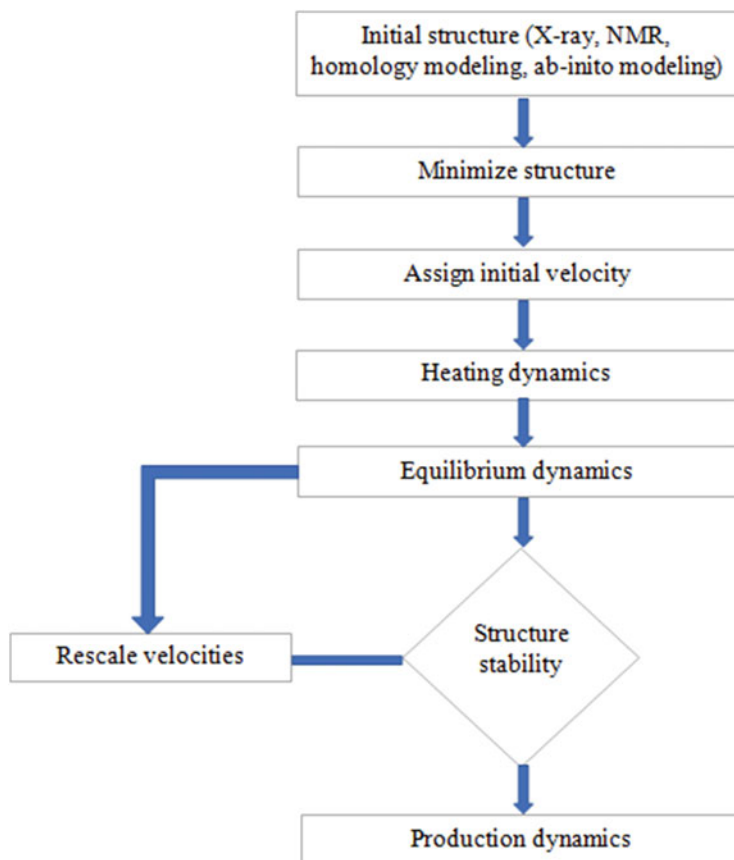 Initial structure (X-ray, NMR,
homology modeling, ab-inito modeling)
Minimize structure
Assign initial velocity
Heating dynamics
Equilibrium dynamics
Structure
stability
Rescale velocities
Production dynamics